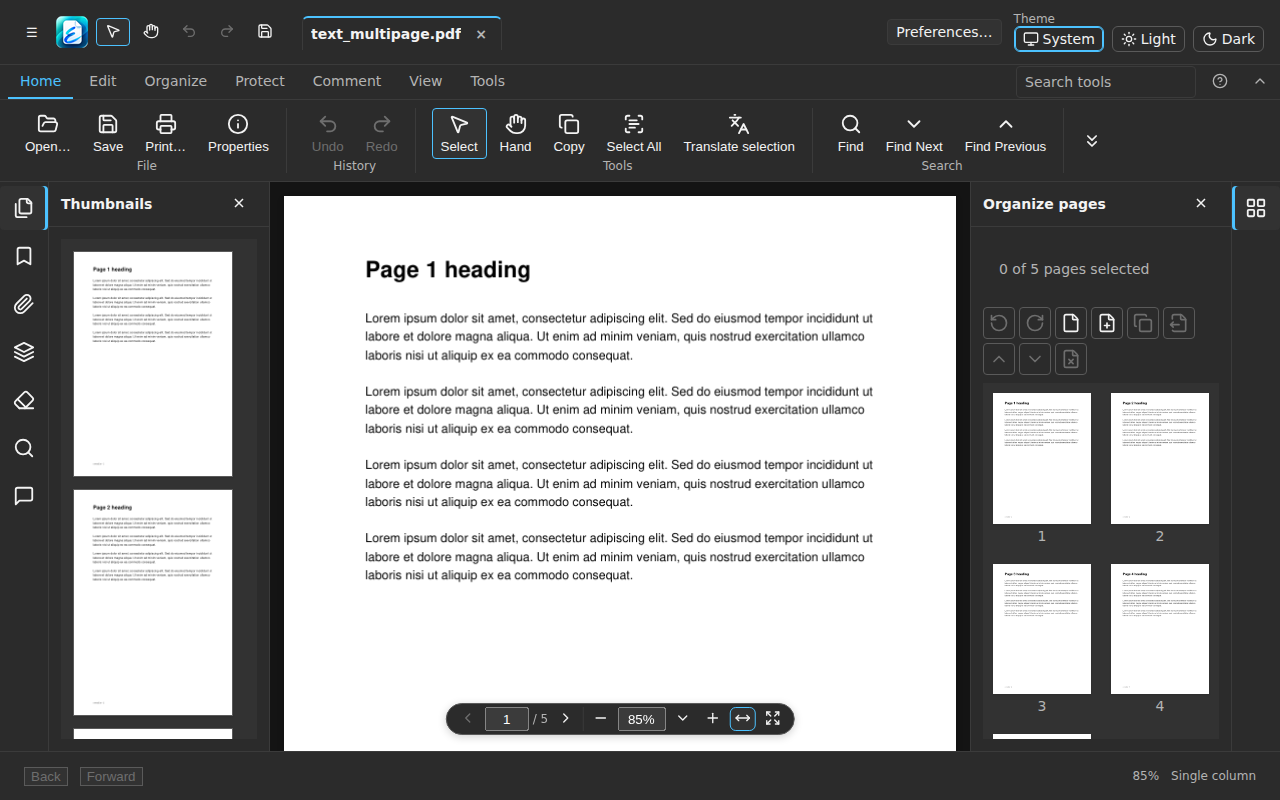 text_multipage.pdf
Preferences...
Theme
System
Light
Dark
Home
Edit
Organize
Protect
Comment
View
Tools
Search tools
Open...
Save
Print...
Properties
File
Undo
Redo
History
Select
Hand
Copy
Select All
Translate selection
Tools
Find
Find Next
Find Previous
Search
Thumbnails
Page 1 heading
Page 2 heading
Page 1 heading
Lorem ipsum dolor sit amet, consectetur adipiscing elit. Sed do eiusmod tempor incididunt ut
labore et dolore magna aliqua. Ut enim ad minim veniam, quis nostrud exercitation ullamco
laboris nisi ut aliquip ex ea commodo consequat.
Lorem ipsum dolor sit amet, consectetur adipiscing elit. Sed do eiusmod tempor incididunt ut
labore et dolore magna aliqua. Ut enim ad minim veniam, quis nostrud exercitation ullamco
laboris nisi ut aliquip ex ea commodo consequat.
Lorem ipsum dolor sit amet, consectetur adipiscing elit. Sed do eiusmod tempor incididunt ut
labore et dolore magna aliqua. Ut enim ad minim veniam, quis nostrud exercitation ullamco
laboris nisi ut aliquip ex ea commodo consequat.
Lorem ipsum dolor sit amet, consectetur adipiscing elit. Sed do eiusmod tempor incididunt ut
labore et dolore magna aliqua. Ut enim ad minim veniam, quis nostrud exercitation ullamco
laboris nisi ut aliquip ex ea commodo consequat.
1 / 5
85%
Organize pages
0 of 5 pages selected
1
2
3
4
Back
Forward
85%
Single column